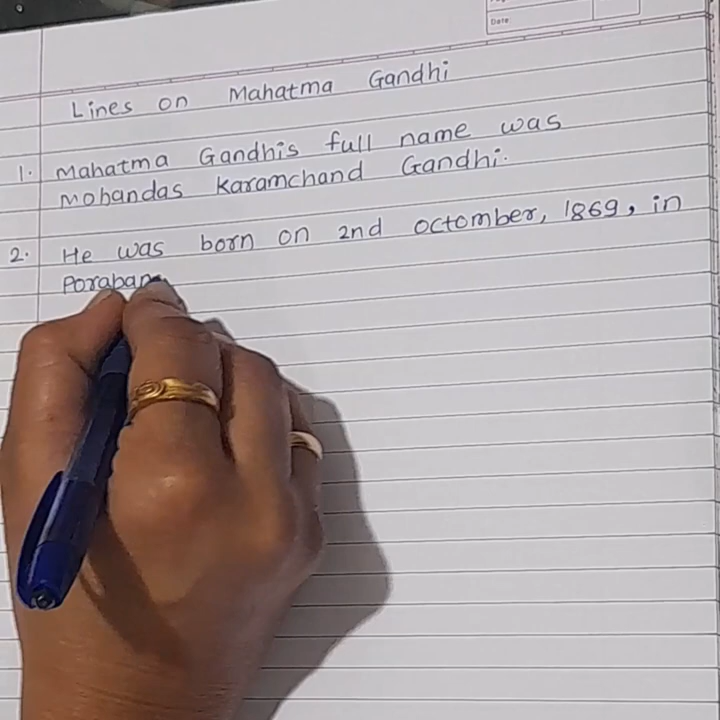 Date:
Lines on Mahatma Gandhi
1. Mahatma Gandhis full name was
Mohandas Karamchand Gandhi.
2. He was born on 2nd octomber, 1869, in